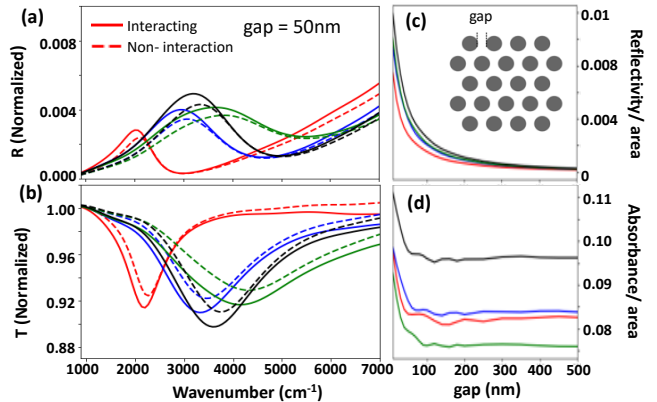 (a)
Interacting
Non- interaction
gap = 50nm
R (Normalized)
0.008
0.004
0.000
(b)
T (Normalized)
1.00
0.96
0.92
0.88
1000 2000 3000 4000 5000 6000 7000
Wavenumber (cm⁻¹)
(c)
gap
Reflectivity/ area
0.01
0.008
0.004
0
(d)
Absorbance/ area
0.11
0.10
0.09
0.08
100 200 300 400 500
gap (nm)